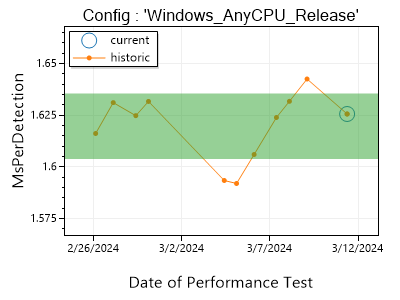 Config : 'Windows_AnyCPU_Release'
current
historic
MsPerDetection
1.65
1.625
1.6
1.575
2/26/2024
3/2/2024
3/7/2024
3/12/2024
Date of Performance Test